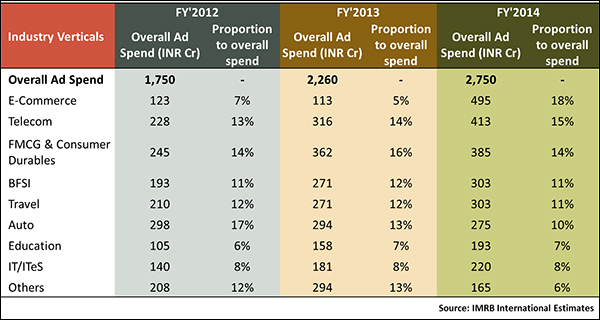 Industry Verticals FY'2012 FY'2013 FY'2014
Overall Ad Spend (INR Cr) Proportion to overall spend Overall Ad Spend (INR Cr) Proportion to overall spend Overall Ad Spend (INR Cr) Proportion to overall spend
Overall Ad Spend 1,750 - 2,260 - 2,750 -
E-Commerce 123 7% 113 5% 495 18%
Telecom 228 13% 316 14% 413 15%
FMCG & Consumer Durables 245 14% 362 16% 385 14%
BFSI 193 11% 271 12% 303 11%
Travel 210 12% 271 12% 303 11%
Auto 298 17% 294 13% 275 10%
Education 105 6% 158 7% 193 7%
IT/ITeS 140 8% 181 8% 220 8%
Others 208 12% 294 13% 165 6%
Source: IMRB International Estimates